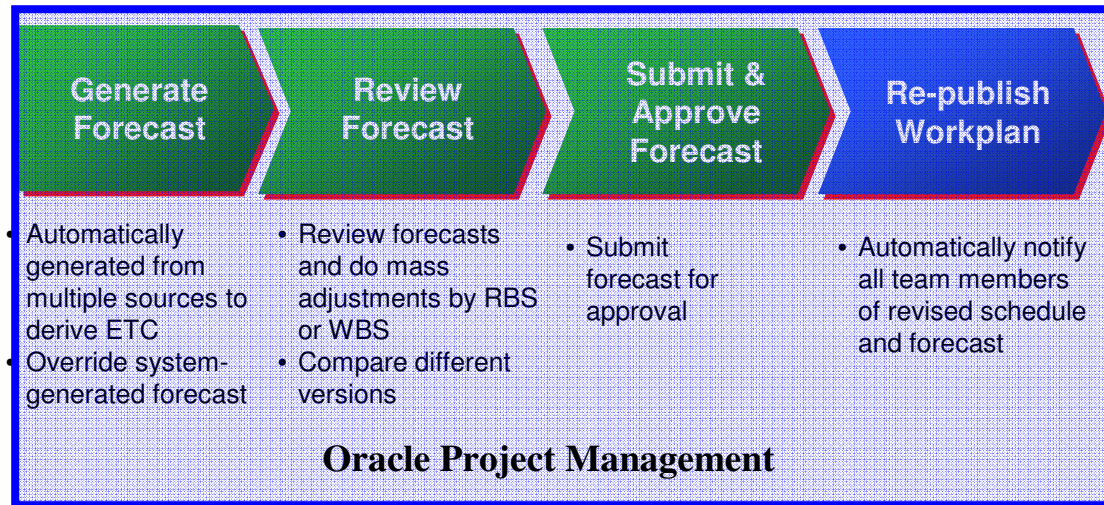 Generate
Forecast
Review
Forecast
Submit &
Approve
Forecast
Re-publish
Workplan
• Automatically
generated from
multiple sources to
derive ETC
• Override system-
generated forecast
• Review forecasts
and do mass
adjustments by RBS
or WBS
• Compare different
versions
• Submit
forecast for
approval
• Automatically notify
all team members
of revised schedule
and forecast
Oracle Project Management